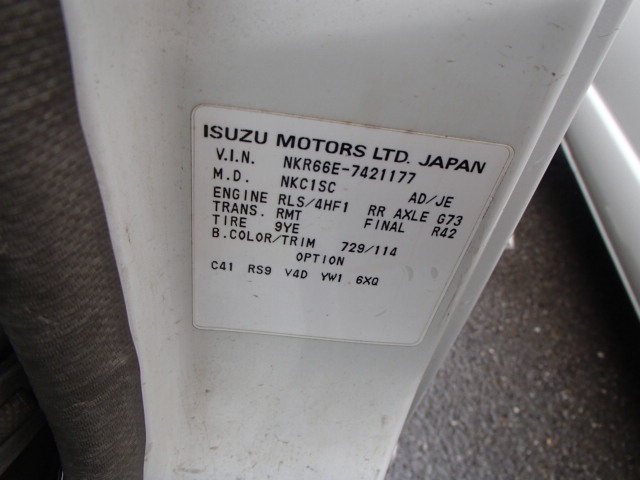 ISUZU MOTORS LTD. JAPAN
V.I.N. NKR66E-7421177
M.D. NKC1SC AD/JE
ENGINE RLS/4HF1 RR AXLE G73
TRANS. RMT FINAL R42
TIRE 9YE
B.COLOR/TRIM 729/114
OPTION
C41 RS9 V4D YW1 6XQ